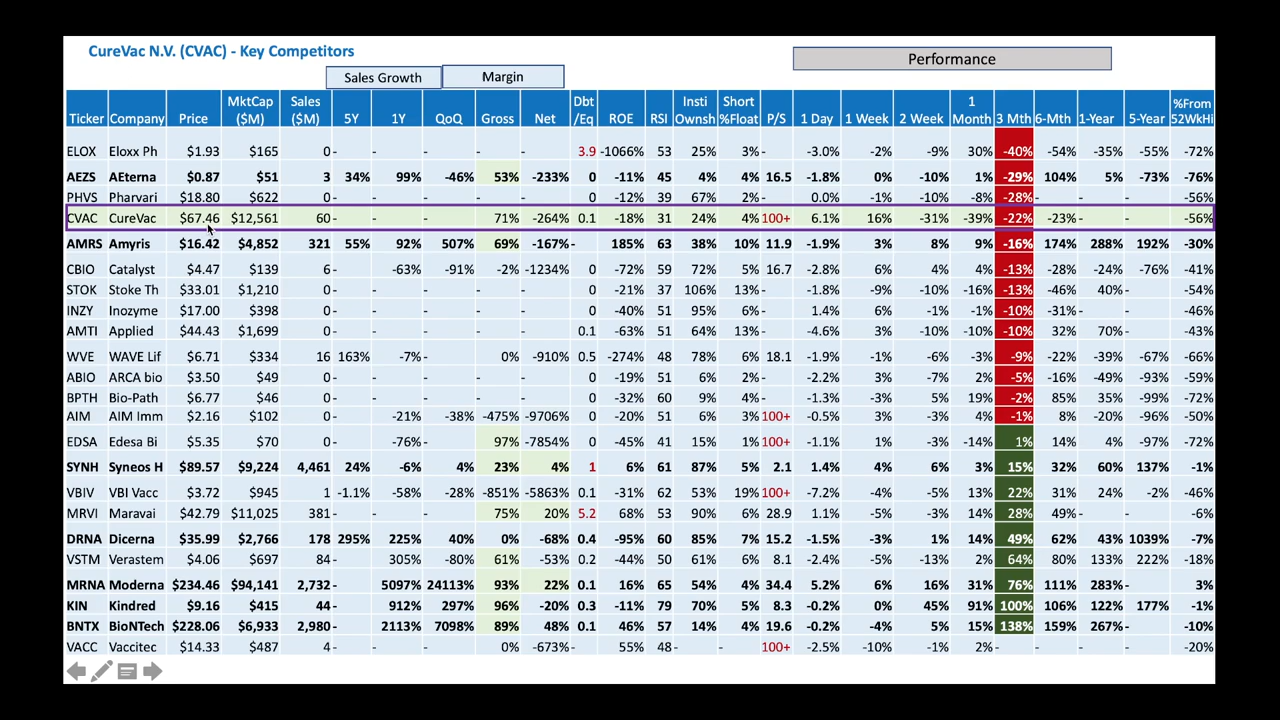 CureVac N.V. (CVAC) - Key Competitors
Performance
Sales Growth Margin
Ticker Company Price MktCap ($M) Sales ($M) 5Y 1Y QoQ Gross Net Dbt /Eq ROE RSI Insti Ownsh Short %Float P/S 1 Day 1 Week 2 Week 1 Month 3 Mth 6-Mth 1-Year 5-Year %From 52WkHi
ELOX Eloxx Ph $1.93 $165 0 - - - - - 3.9 -1066% 53 25% 3% - -3.0% -2% -9% 30% -40% -54% -35% -55% -72%
AEZS AEterna $0.87 $51 3 34% 99% -46% 53% -233% 0 -11% 45 4% 4% 16.5 -1.8% 0% -10% 1% -29% 104% 5% -73% -76%
PHVS Pharvari $18.80 $622 0 - - - - - 0 -12% 39 67% 2% - 0.0% -1% -2% -8% -28% - - - -56%
CVAC CureVac $67.46 $12,561 60 - - - 71% -264% 0.1 -18% 31 24% 4% 100+ 6.1% 16% -31% -39% -22% -23% - - -56%
AMRS Amyris $16.42 $4,852 321 55% 92% 507% 69% -167% - 185% 63 38% 10% 11.9 -1.9% 3% 8% 9% -16% 174% 288% 192% -30%
CBIO Catalyst $4.47 $139 6 - -63% -91% -2% -1234% 0 -72% 59 72% 5% 16.7 -2.8% 6% 4% 4% -13% -28% -24% -76% -41%
STOK Stoke Th $33.01 $1,210 0 - - - - - 0 -21% 37 106% 13% - -1.8% -9% -10% -16% -13% -46% 40% - -54%
INZY Inozyme $17.00 $398 0 - - - - - 0 -40% 51 95% 6% - 1.4% 6% -1% -1% -10% -31% - - -46%
AMTI Applied $44.43 $1,699 0 - - - - - 0.1 -63% 51 64% 13% - -4.6% 3% -10% -10% -10% 32% 70% - -43%
WVE WAVE Lif $6.71 $334 16 163% -7% - 0% -910% 0.5 -274% 48 78% 6% 18.1 -1.9% -1% -6% -3% -9% -22% -39% -67% -66%
ABIO ARCA bio $3.50 $49 0 - - - - - 0 -19% 51 6% 2% - -2.2% 3% -7% 2% -5% -16% -49% -93% -59%
BPTH Bio-Path $6.77 $46 0 - - - - - 0 -32% 60 9% 4% - -1.3% -3% 5% 19% -2% 85% 35% -99% -72%
AIM AIM Imm $2.16 $102 0 - -21% -38% -475% -9706% 0 -20% 51 6% 3% 100+ -0.5% 3% -3% 4% -1% 8% -20% -96% -50%
EDSA Edesa Bi $5.35 $70 0 - -76% - 97% -7854% 0 -45% 41 15% 1% 100+ -1.1% 1% -3% -14% 1% 14% 4% -97% -72%
SYNH Syneos H $89.57 $9,224 4,461 24% -6% 4% 23% 4% 1 6% 61 87% 5% 2.1 1.4% 4% 6% 3% 15% 32% 60% 137% -1%
VBIV VBI Vacc $3.72 $945 -1.1% -58% -28% -851% -5863% 0.1 -31% 62 53% 19% 100+ -7.2% -4% -5% 13% 22% 31% 24% -2% -46%
MRVI Maravai $42.79 $11,025 381 - - - 75% 20% 5.2 68% 53 90% 6% 28.9 1.1% -5% -3% 14% 28% 49% - - -6%
DRNA Dicerna $35.99 $2,766 178 295% 225% 40% 0% -68% 0.4 -95% 60 85% 7% 15.2 -1.5% -3% 1% 14% 49% 62% 43% 1039% -7%
VSTM Verastem $4.06 $697 84 - 305% -80% 61% -53% 0.2 -44% 50 61% 6% 8.1 -2.4% -5% -13% 2% 64% 80% 133% 222% -18%
MRNA Moderna $234.46 $94,141 2,732 - 5097% 24113% 93% 22% 0.1 16% 65 54% 4% 34.4 5.2% 6% 16% 31% 76% 111% 283% - 3%
KIN Kindred $9.16 $415 44 - 912% 297% 96% -20% 0.3 -11% 79 70% 5% 8.3 -0.2% 0% 45% 91% 100% 106% 122% 177% -1%
BNTX BioNTech $228.06 $6,933 2,980 - 2113% 7098% 89% 48% 0.1 46% 57 14% 4% 19.6 -0.2% -4% 5% 15% 138% 159% 267% - -10%
VACC Vaccitec $14.33 $487 4 - - - 0% -673% - 55% 48 - - 100+ -2.5% -10% -1% 2% - - - - -20%